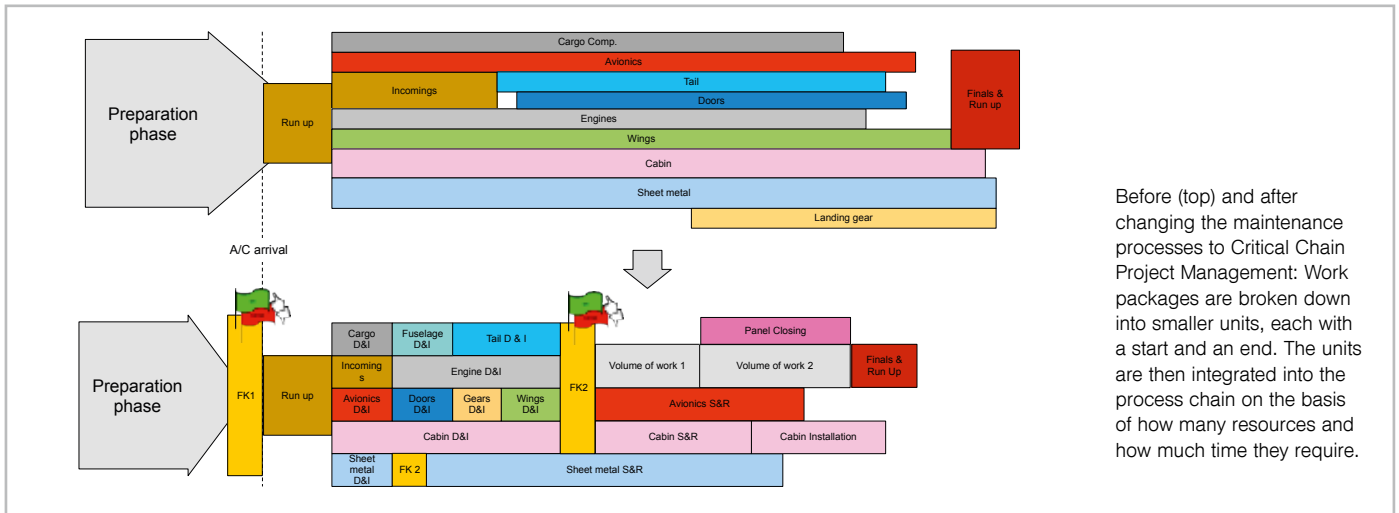 Cargo Comp.
Avionics
Incomings
Tail
Doors
Preparation
phase
Run up
Engines
Finals &
Run up
Wings
Cabin
Sheet metal
Landing gear
A/C arrival
Before (top) and after
changing the maintenance
processes to Critical Chain
Project Management: Work
packages are broken down
into smaller units, each with
a start and an end. The units
are then integrated into the
process chain on the basis
of how many resources and
how much time they require.
Preparation
phase
FK1
Run up
Cargo
D&I
Fuselage
D&I
Tail D & I
Incoming
s
Engine D&I
Avionics
D&I
Doors
D&I
Gears
D&I
Wings
D&I
Cabin D&I
Sheet
metal
D&I
FK 2
Sheet metal S&R
FK2
Panel Closing
Volume of work 1
Volume of work 2
Finals &
Run Up
Avionics S&R
Cabin S&R
Cabin Installation